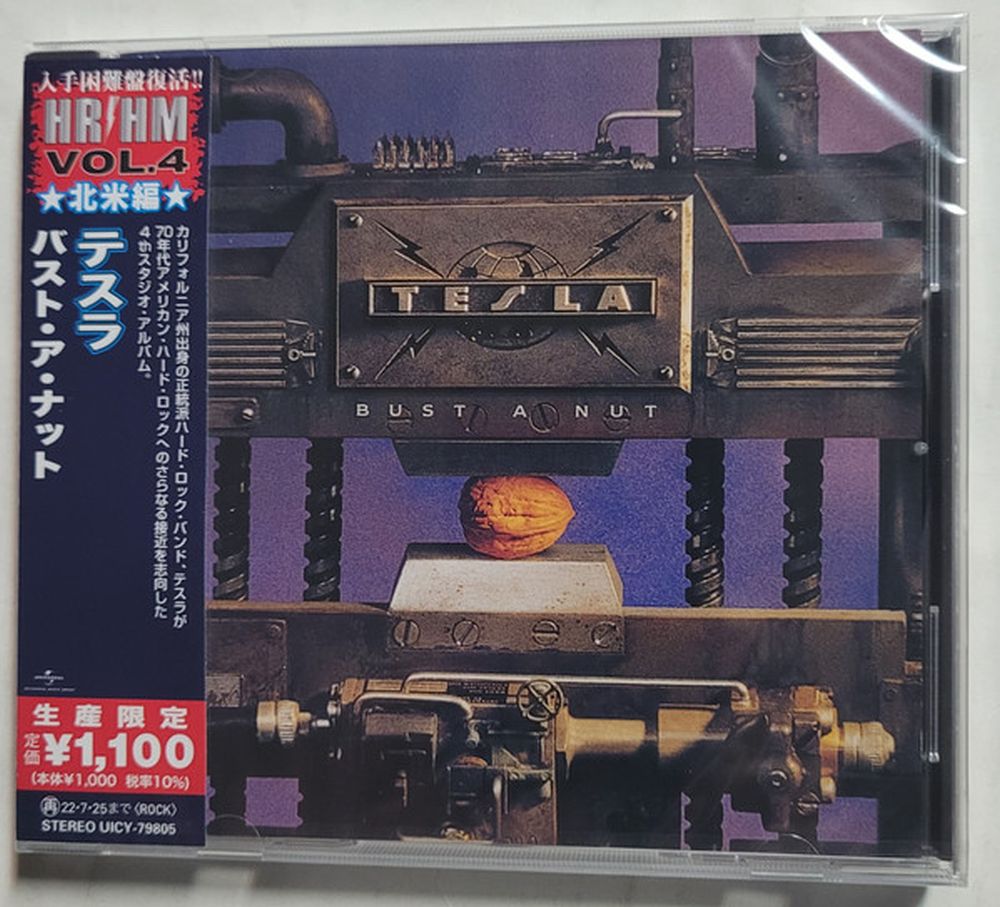 入手困難盤復活!!
HR/HM
VOL.4
★北米編★
カリフォルニア州出身の正統派ハード・ロック・バンド、テスラが
70年代アメリカン・ハード・ロックへのさらなる接近を志向した
4thスタジオ・アルバム。
テスラ
バスト・ア・ナット
生産限定
定価 ¥1,100
(本体¥1,000 税率10%)
再 22・7・25まで〈ROCK〉
STEREO UICY-79805
TESLA
BUST A NUT